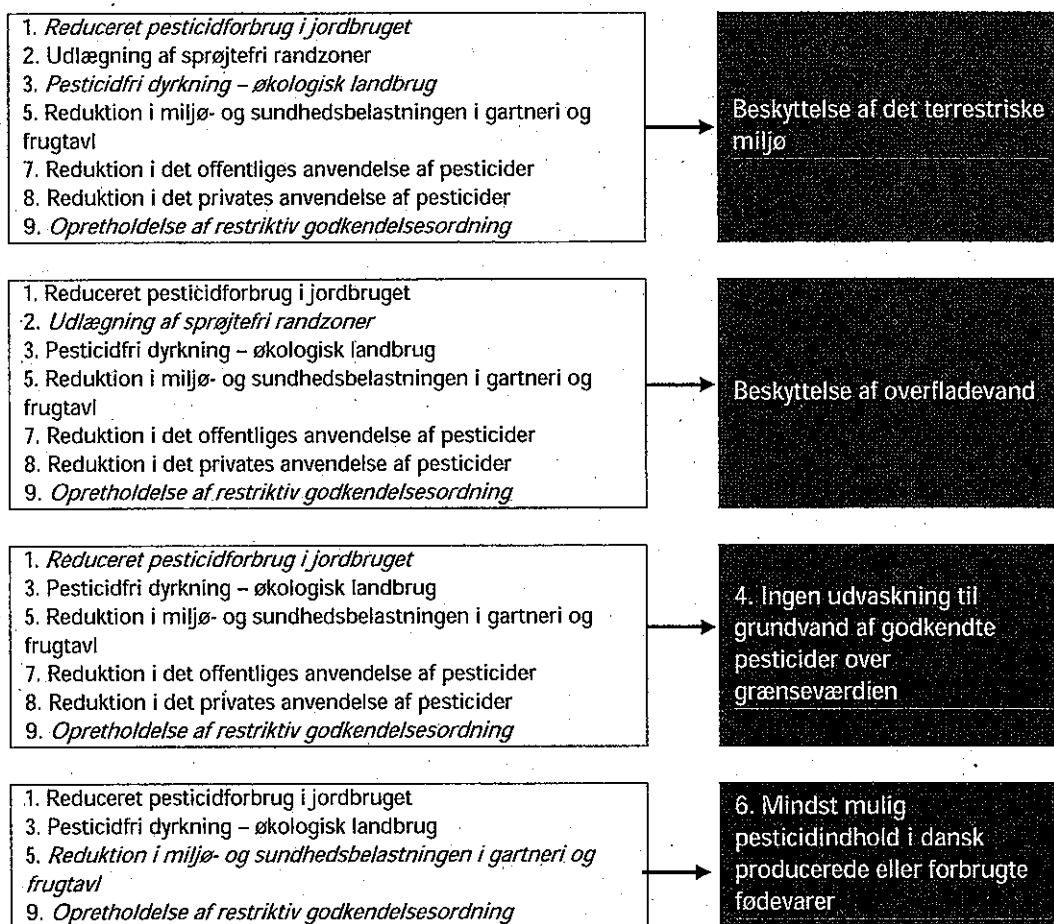 1. Reduceret pesticidforbrug i jordbruget
2. Udlægning af sprøjtefri randzoner
3. Pesticidfri dyrkning – økologisk landbrug
5. Reduktion i miljø- og sundhedsbelastningen i gartneri og
frugtavl
7. Reduktion i det offentliges anvendelse af pesticider
8. Reduktion i det privates anvendelse af pesticider
9. Opretholdelse af restriktiv godkendelsesordning
Beskyttelse af det terrestriske
miljø
1. Reduceret pesticidforbrug i jordbruget
2. Udlægning af sprøjtefri randzoner
3. Pesticidfri dyrkning – økologisk landbrug
5. Reduktion i miljø- og sundhedsbelastningen i gartneri og
frugtavl
7. Reduktion i det offentliges anvendelse af pesticider
8. Reduktion i det privates anvendelse af pesticider
9. Opretholdelse af restriktiv godkendelsesordning
Beskyttelse af overfladevand
1. Reduceret pesticidforbrug i jordbruget
3. Pesticidfri dyrkning – økologisk landbrug
5. Reduktion i miljø- og sundhedsbelastningen i gartneri og
frugtavl
7. Reduktion i det offentliges anvendelse af pesticider
8. Reduktion i det privates anvendelse af pesticider
9. Opretholdelse af restriktiv godkendelsesordning
4. Ingen udvaskning til
grundvand af godkendte
pesticider over
grænseværdien
1. Reduceret pesticidforbrug i jordbruget
3. Pesticidfri dyrkning – økologisk landbrug
5. Reduktion i miljø- og sundhedsbelastningen i gartneri og
frugtavl
9. Opretholdelse af restriktiv godkendelsesordning
6. Mindst mulig
pesticidindhold i dansk
producerede eller forbrugte
fødevarer